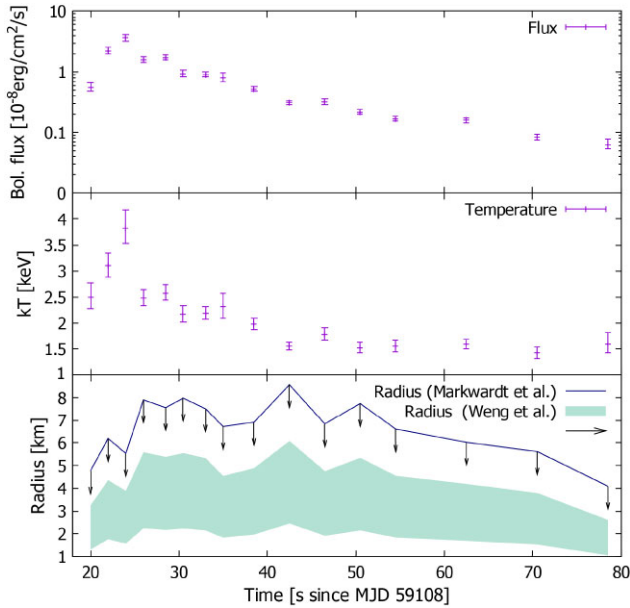 10
Flux
1
Bol. flux [10⁻⁸erg/cm²/s]
0.1
0
Temperature
4
3.5
3
kT [keV]
2.5
2
1.5
1
Radius (Markwardt et al.)
8
Radius (Weng et al.)
7
6
Radius [km]
5
4
3
2
1
20 30 40 50 60 70 80
Time [s since MJD 59108]